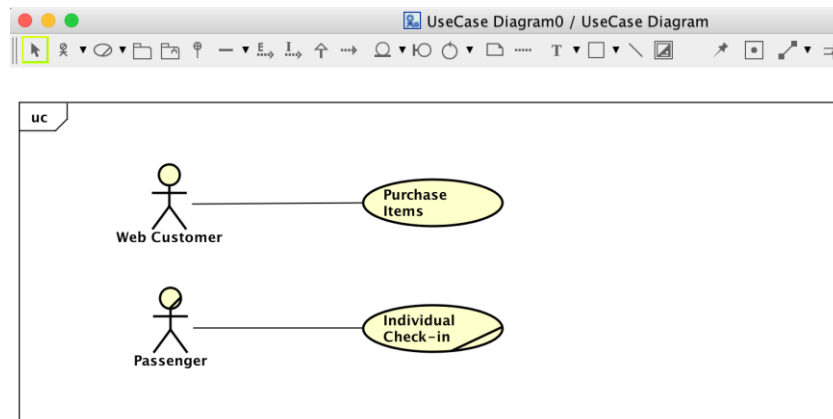 UseCase Diagram0 / UseCase Diagram
E
I
T
uc
Purchase
Items
Web Customer
Individual
Check-in
Passenger